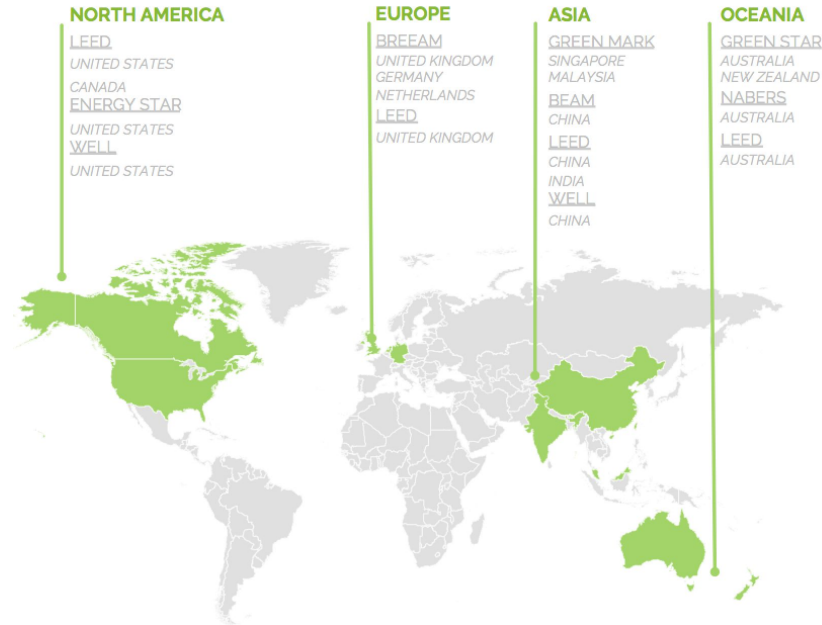 NORTH AMERICA
LEED
UNITED STATES
CANADA
ENERGY STAR
UNITED STATES
WELL
UNITED STATES
EUROPE
BREEAM
UNITED KINGDOM
GERMANY
NETHERLANDS
LEED
UNITED KINGDOM
ASIA
GREEN MARK
SINGAPORE
MALAYSIA
BEAM
CHINA
LEED
CHINA
INDIA
WELL
CHINA
OCEANIA
GREEN STAR
AUSTRALIA
NEW ZEALAND
NABERS
AUSTRALIA
LEED
AUSTRALIA